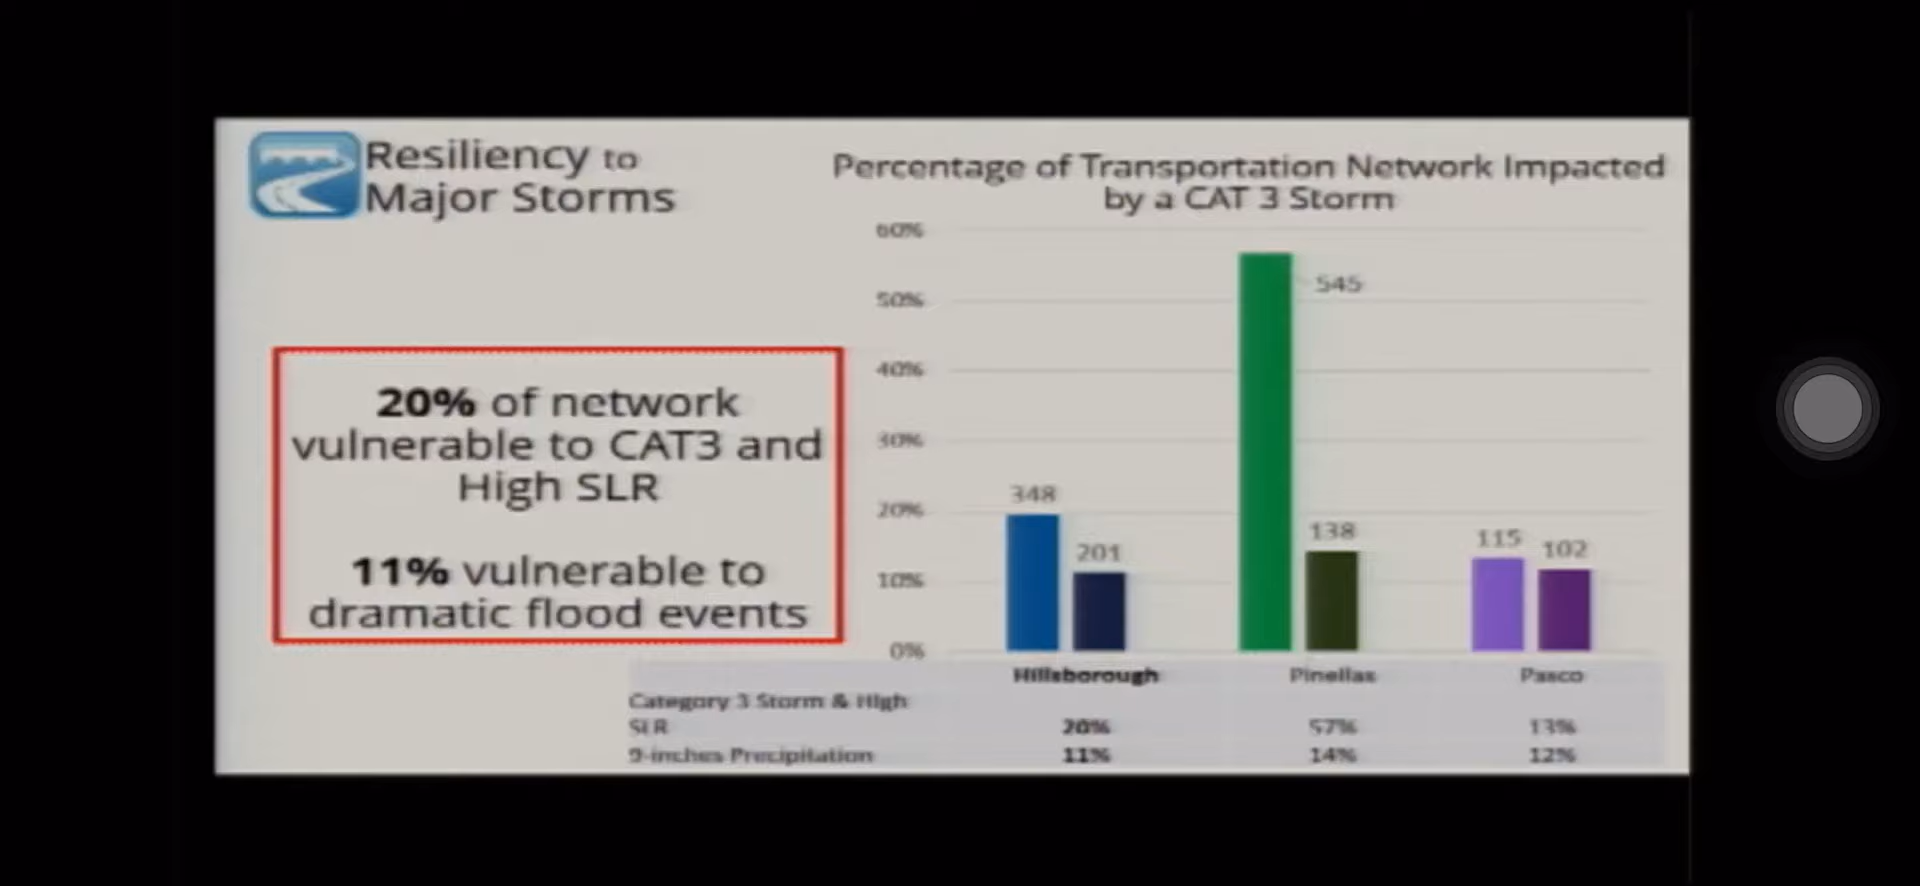 Resiliency to
Major Storms
Percentage of Transportation Network Impacted
by a CAT 3 Storm
60%
50%
40%
30%
20%
10%
0%
348
201
545
138
115
102
20% of network
vulnerable to CAT3 and
High SLR
11% vulnerable to
dramatic flood events
Hillsborough Pinellas Pasco
Category 3 Storm & High
SLR 20% 57% 13%
9-inches Precipitation 11% 14% 12%